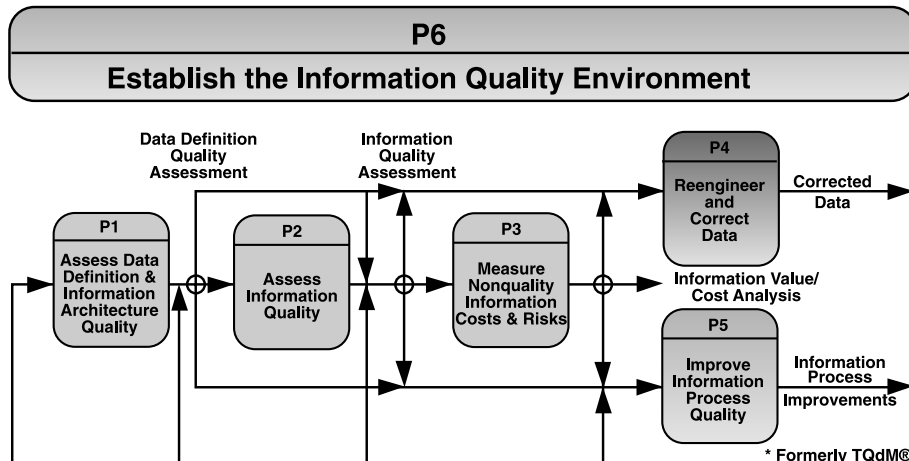 P6
Establish the Information Quality Environment
Data Definition
Quality
Assessment
Information
Quality
Assessment
P1
Assess Data
Definition &
Information
Architecture
Quality
P2
Assess
Information
Quality
P3
Measure
Nonquality
Information
Costs & Risks
P4
Reengineer
and
Correct
Data
Corrected
Data
Information Value/
Cost Analysis
P5
Improve
Information
Process
Quality
Information
Process
Improvements
* Formerly TQdM®